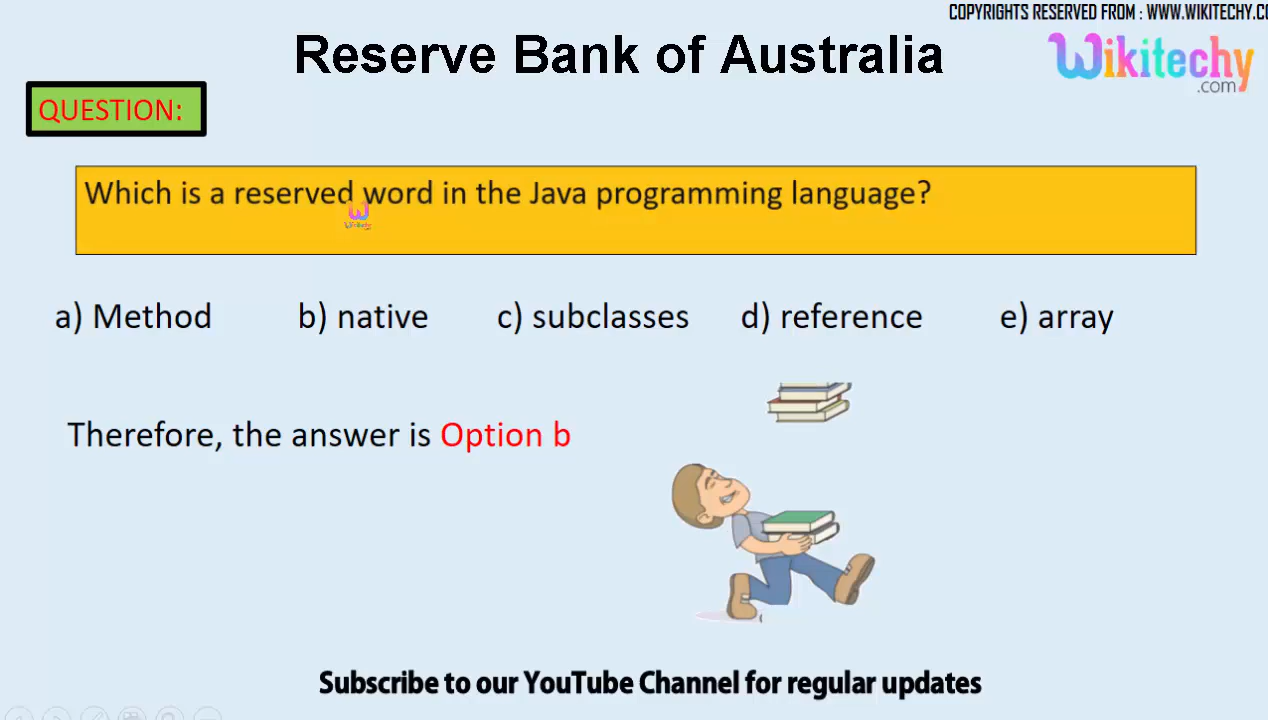 COPYRIGHTS RESERVED FROM : WWW.WIKITECHY.CO
Reserve Bank of Australia
Wikitechy
.com
QUESTION:
Which is a reserved word in the Java programming language?
a) Method b) native c) subclasses d) reference e) array
Therefore, the answer is Option b
Subscribe to our YouTube Channel for regular updates